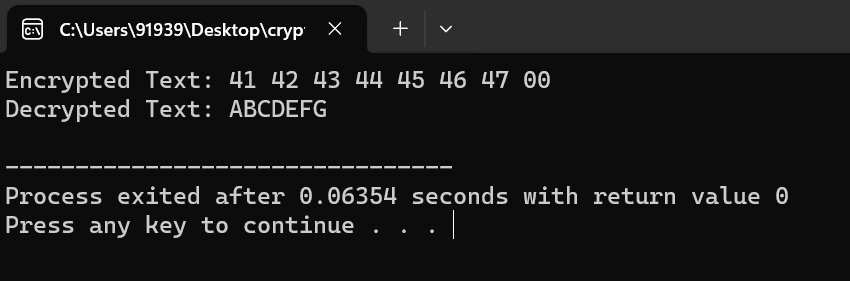 C:\Users\91939\Desktop\cryp
Encrypted Text: 41 42 43 44 45 46 47 00
Decrypted Text: ABCDEFG
--------------------------------
Process exited after 0.06354 seconds with return value 0
Press any key to continue . . .